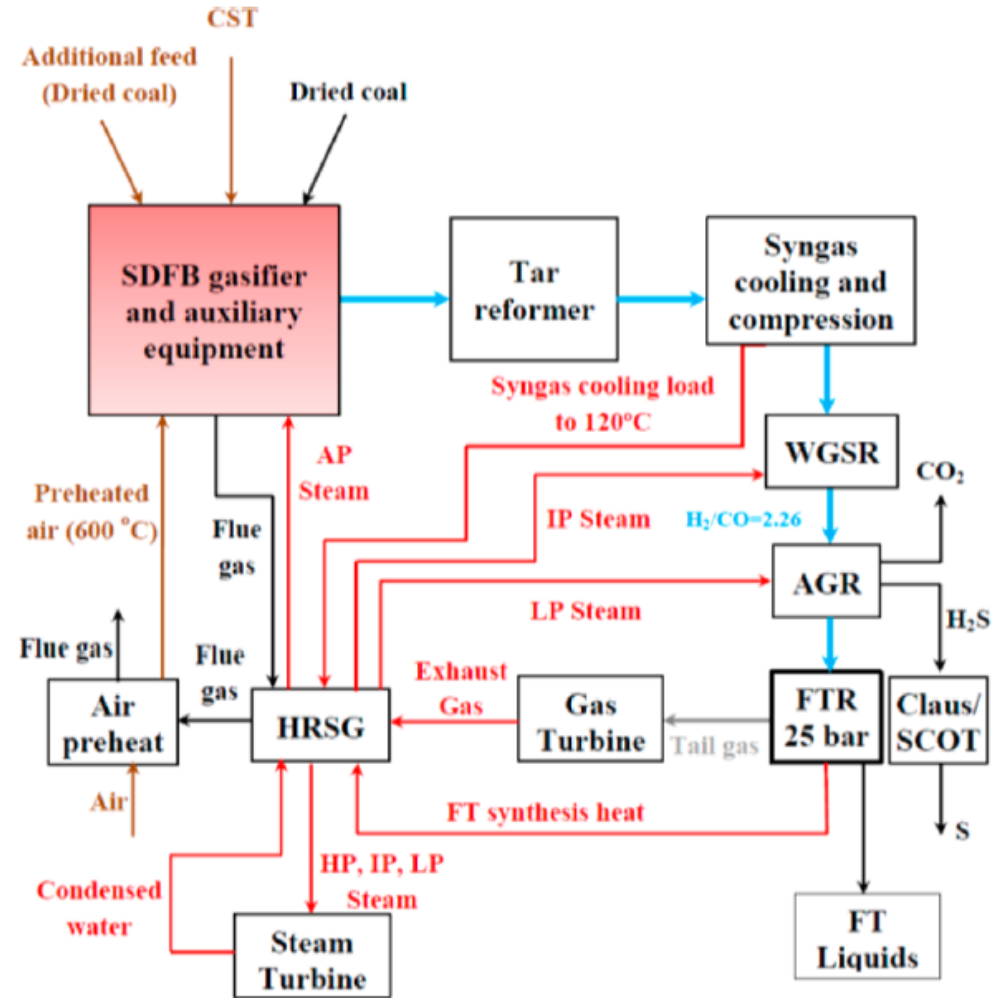 CST
Additional feed
(Dried coal)
Dried coal
SDFB gasifier
and auxiliary
equipment
Tar
reformer
Syngas
cooling and
compression
Syngas cooling load
to 120°C
WGSR
AP
Steam
Preheated
air (600 °C)
Flue
gas
IP Steam
H₂/CO=2.26
CO₂
AGR
LP Steam
H₂S
Flue gas
Flue
gas
Exhaust
Gas
Air
preheat
HRSG
Gas
Turbine
Tail gas
FTR
25 bar
Claus/
SCOT
Air
FT synthesis heat
S
HP, IP, LP
Steam
Condensed
water
Steam
Turbine
FT
Liquids